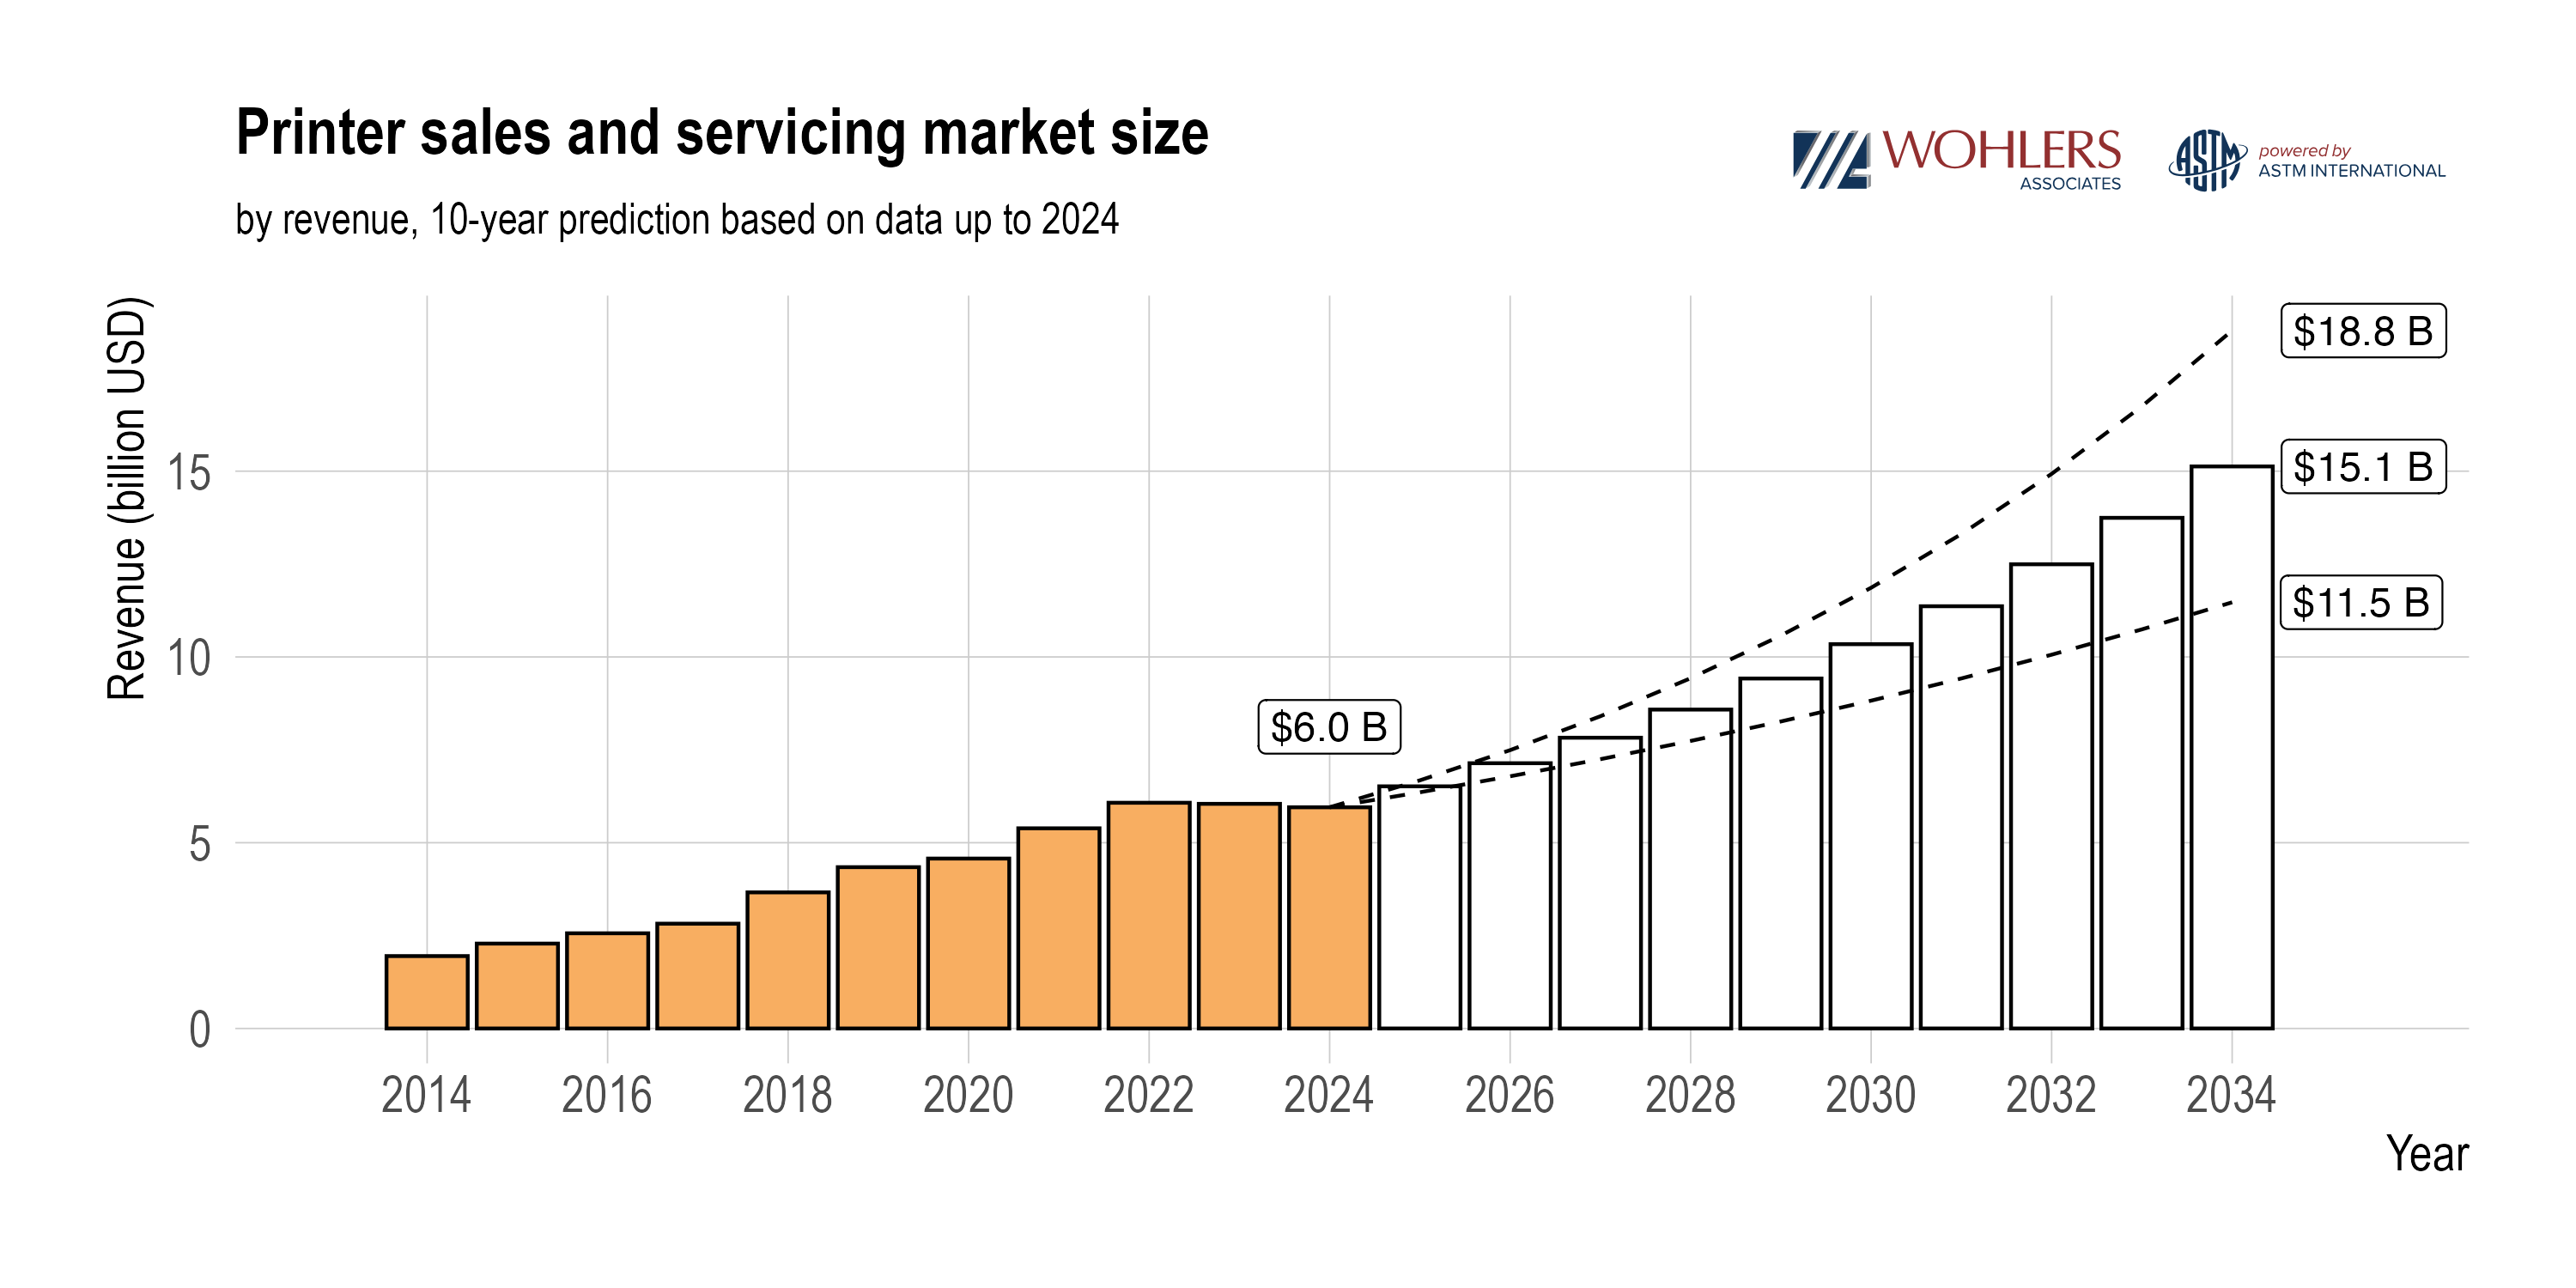 Printer sales and servicing market size
by revenue, 10-year prediction based on data up to 2024
WOHLERS
ASSOCIATES
ASTM
powered by
ASTM INTERNATIONAL
Revenue (billion USD)
$18.8 B
15
$15.1 B
$11.5 B
10
$6.0 B
5
0
2014 2016 2018 2020 2022 2024 2026 2028 2030 2032 2034
Year